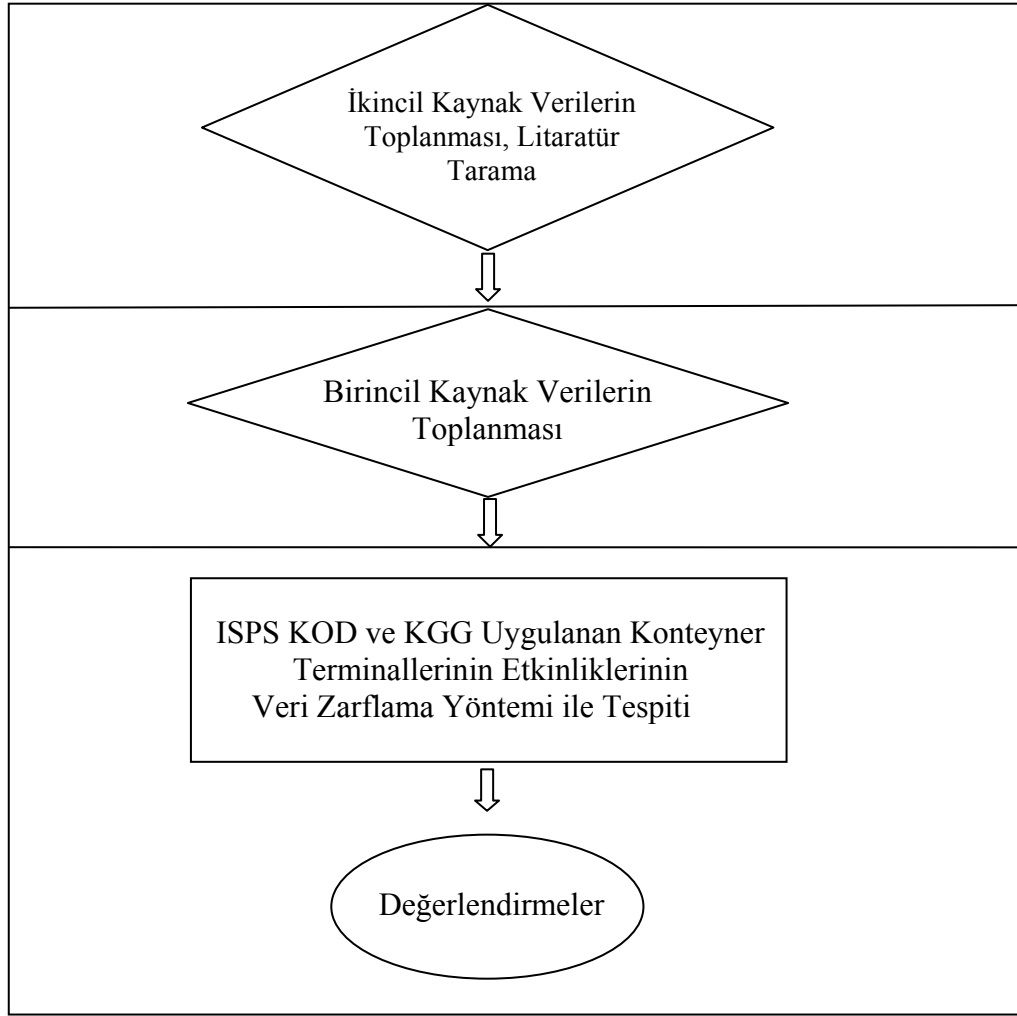 İkincil Kaynak Verilerin
Toplanması, Litaratür
Tarama
Birincil Kaynak Verilerin
Toplanması
ISPS KOD ve KGG Uygulanan Konteyner
Terminallerinin Etkinliklerinin
Veri Zarflama Yöntemi ile Tespiti
Değerlendirmeler